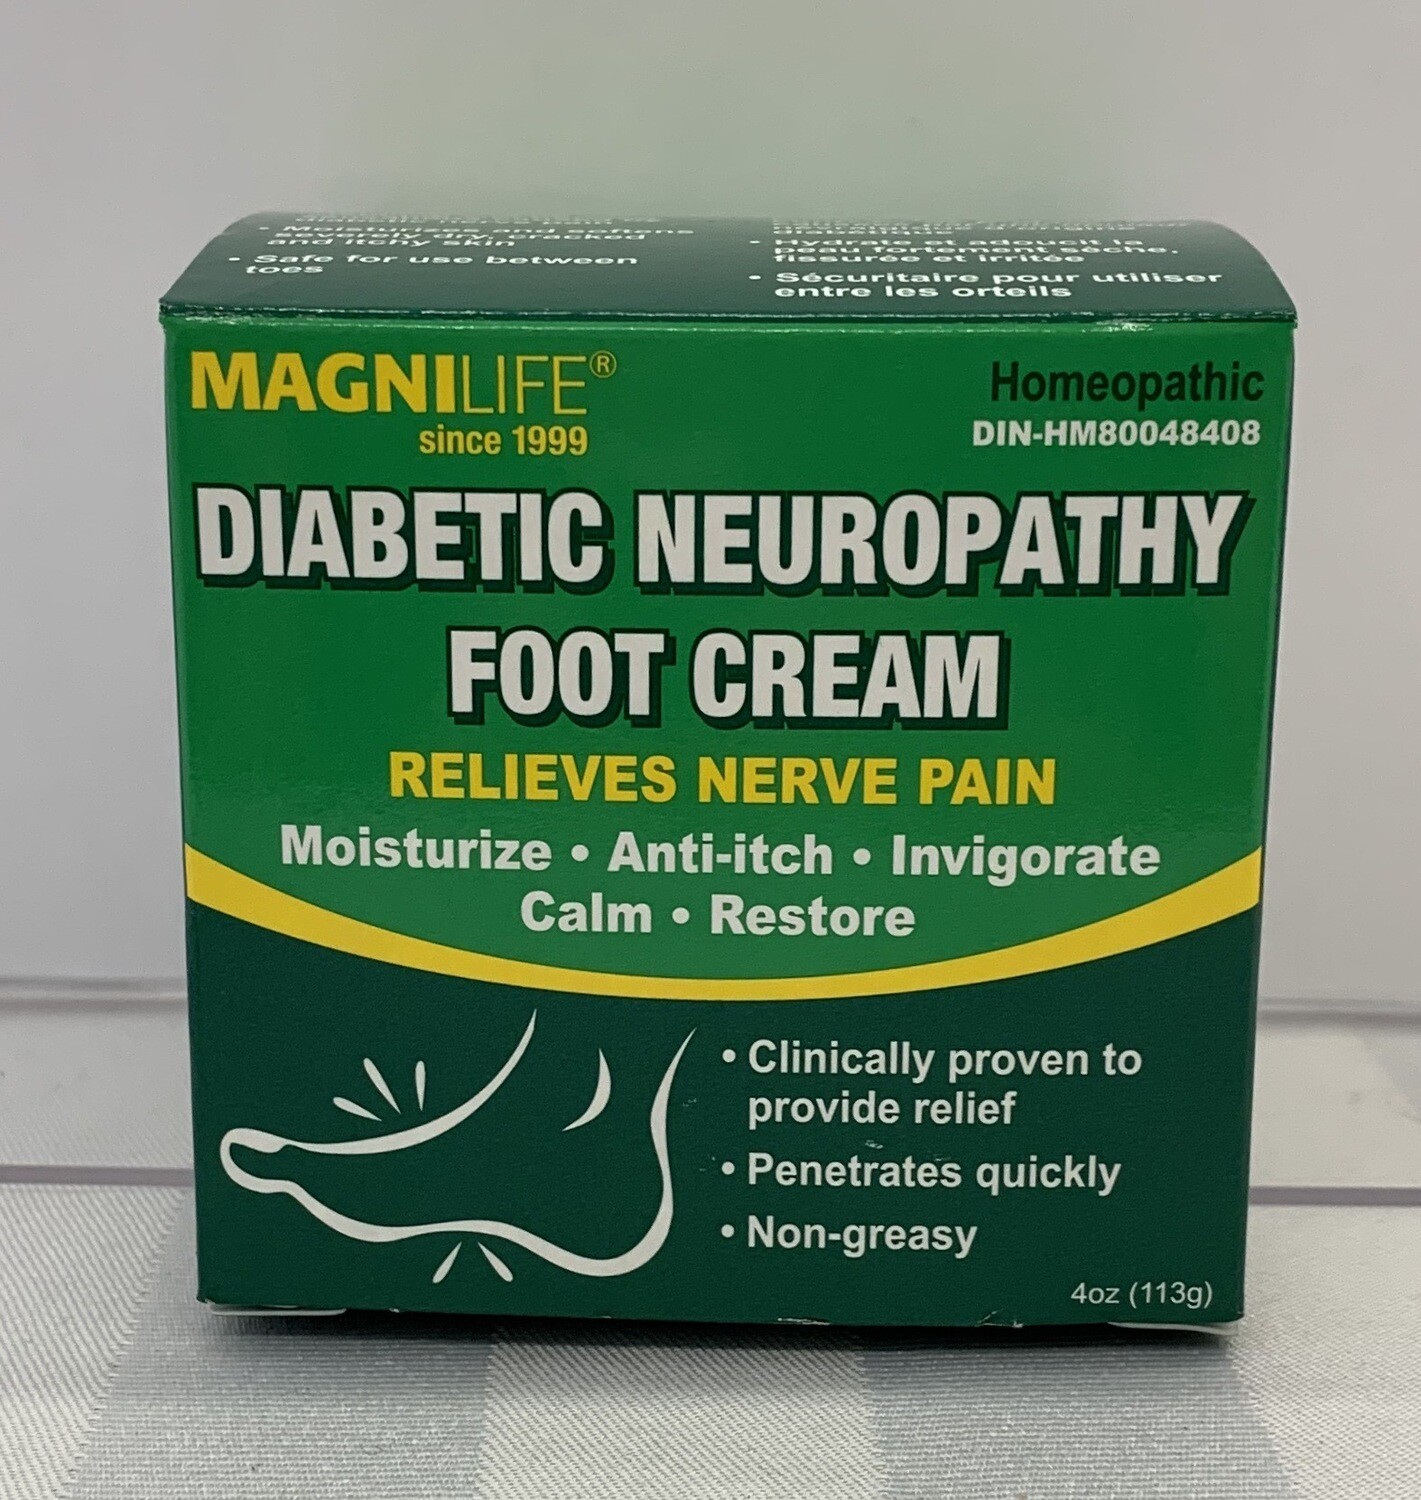 • Moisturizes and softens
severely dry, cracked
and itchy skin
• Safe for use between
toes
• Hydrate et adoucit la
peau fortement sèche,
fissurée et irritée
• Sécuritaire pour utiliser
entre les orteils
MAGNILIFE®
since 1999
Homeopathic
DIN-HM80048408
DIABETIC NEUROPATHY
FOOT CREAM
RELIEVES NERVE PAIN
Moisturize • Anti-itch • Invigorate
Calm • Restore
• Clinically proven to
provide relief
• Penetrates quickly
• Non-greasy
4oz (113g)